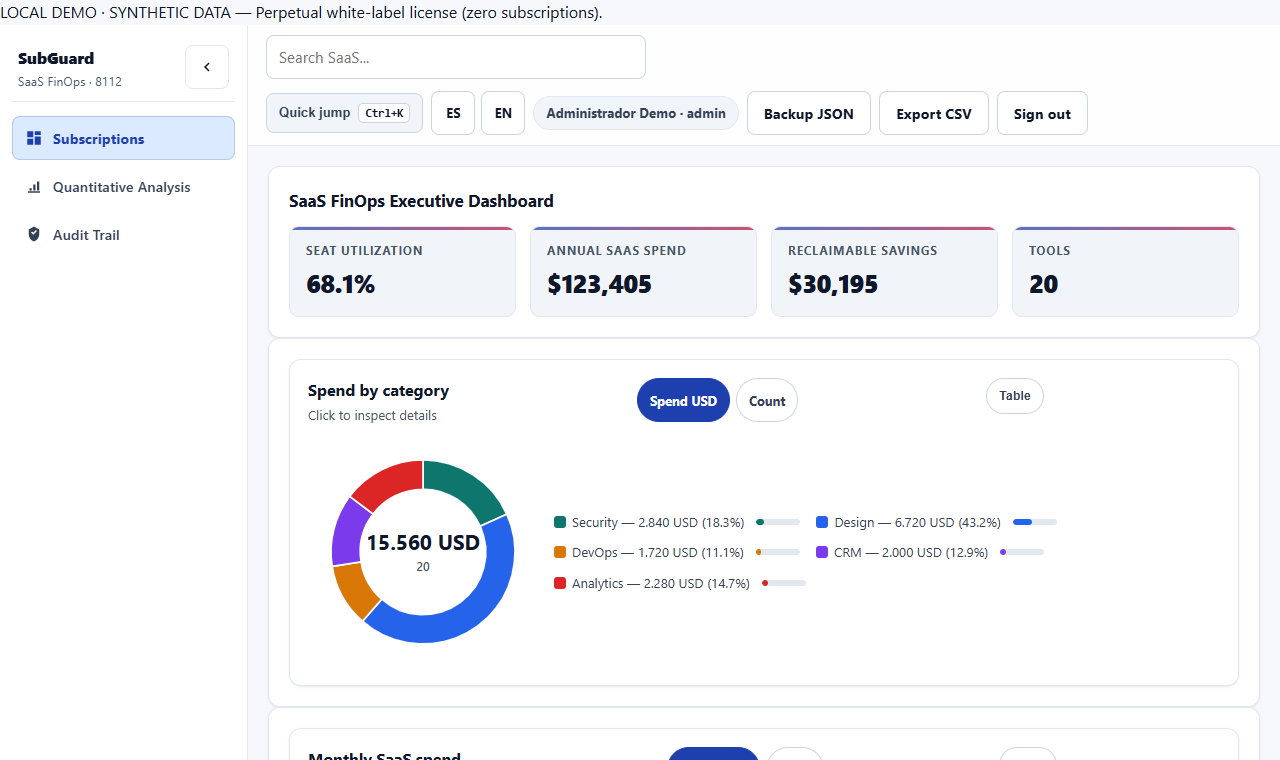 LOCAL DEMO · SYNTHETIC DATA — Perpetual white-label license (zero subscriptions).
SubGuard
SaaS FinOps · 8112
Subscriptions
Quantitative Analysis
Audit Trail
Search SaaS...
Quick jump Ctrl+K
ES
EN
Administrador Demo · admin
Backup JSON
Export CSV
Sign out
SaaS FinOps Executive Dashboard
SEAT UTILIZATION
68.1%
ANNUAL SAAS SPEND
$123,405
RECLAIMABLE SAVINGS
$30,195
TOOLS
20
Spend by category
Click to inspect details
Spend USD
Count
Table
15.560 USD
20
Security — 2.840 USD (18.3%)
Design — 6.720 USD (43.2%)
DevOps — 1.720 USD (11.1%)
CRM — 2.000 USD (12.9%)
Analytics — 2.280 USD (14.7%)
Monthly SaaS spend